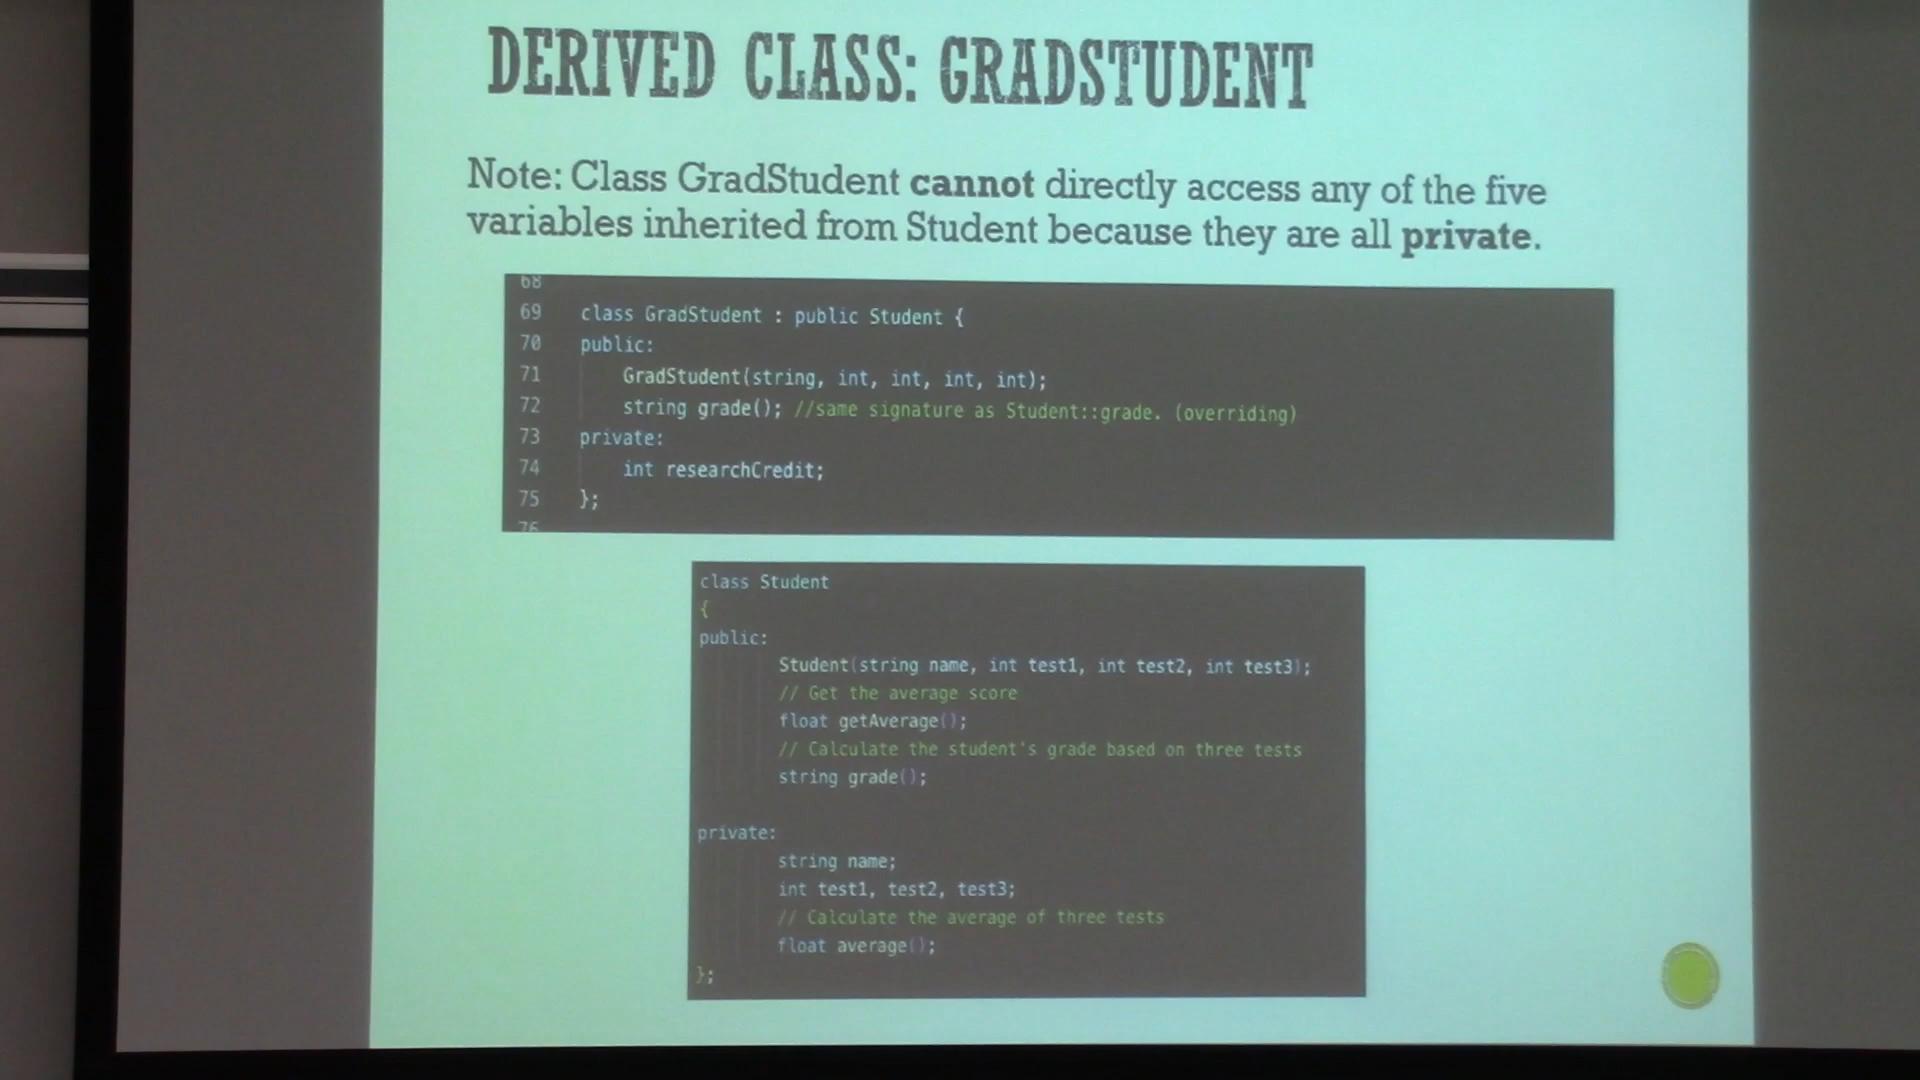 DERIVED CLASS: GRADSTUDENT
Note: Class GradStudent cannot directly access any of the five
variables inherited from Student because they are all private.
68
69 class GradStudent : public Student {
70 public:
71 GradStudent(string, int, int, int, int);
72 string grade(); //same signature as Student::grade. (overriding)
73 private:
74 int researchCredit;
75 };
76
class Student
{
public:
Student(string name, int test1, int test2, int test3);
// Get the average score
float getAverage();
// Calculate the student's grade based on three tests
string grade();
private:
string name;
int test1, test2, test3;
// Calculate the average of three tests
float average();
};